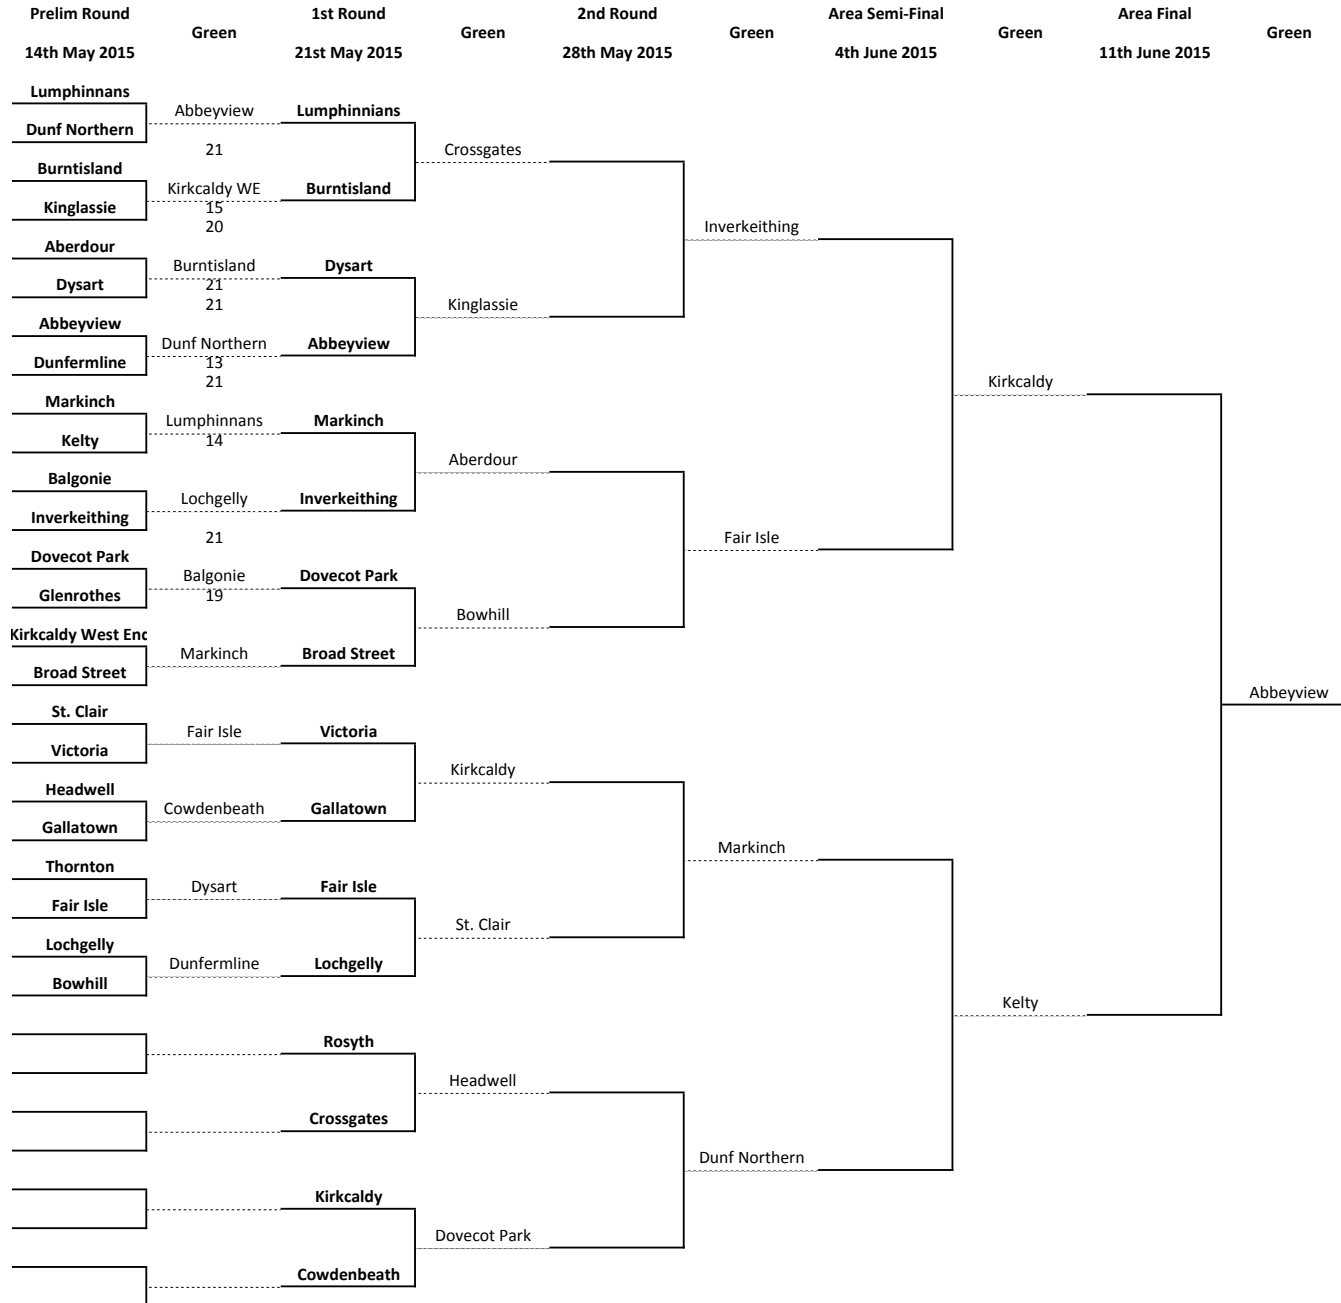 Prelim Round
Green
1st Round
Green
2nd Round
Green
Area Semi-Final
Green
Area Final
Green
14th May 2015
21st May 2015
28th May 2015
4th June 2015
11th June 2015
Lumphinnans
Dunf Northern
Burntisland
Kinglassie
Aberdour
Dysart
Abbeyview
Dunfermline
Markinch
Kelty
Balgonie
Inverkeithing
Dovecot Park
Glenrothes
Kirkcaldy West End
Broad Street
St. Clair
Victoria
Headwell
Gallatown
Thornton
Fair Isle
Lochgelly
Bowhill
Abbeyview
21
Kirkcaldy WE
15
20
Burntisland
21
21
Dunf Northern
13
21
Lumphinnans
14
Lochgelly
21
Balgonie
19
Markinch
Fair Isle
Cowdenbeath
Dysart
Dunfermline
Lumphinnians
Burntisland
Dysart
Abbeyview
Markinch
Inverkeithing
Dovecot Park
Broad Street
Victoria
Gallatown
Fair Isle
Lochgelly
Rosyth
Crossgates
Kirkcaldy
Cowdenbeath
Crossgates
Kinglassie
Aberdour
Bowhill
Kirkcaldy
St. Clair
Headwell
Dovecot Park
Inverkeithing
Fair Isle
Markinch
Dunf Northern
Kirkcaldy
Kelty
Abbeyview